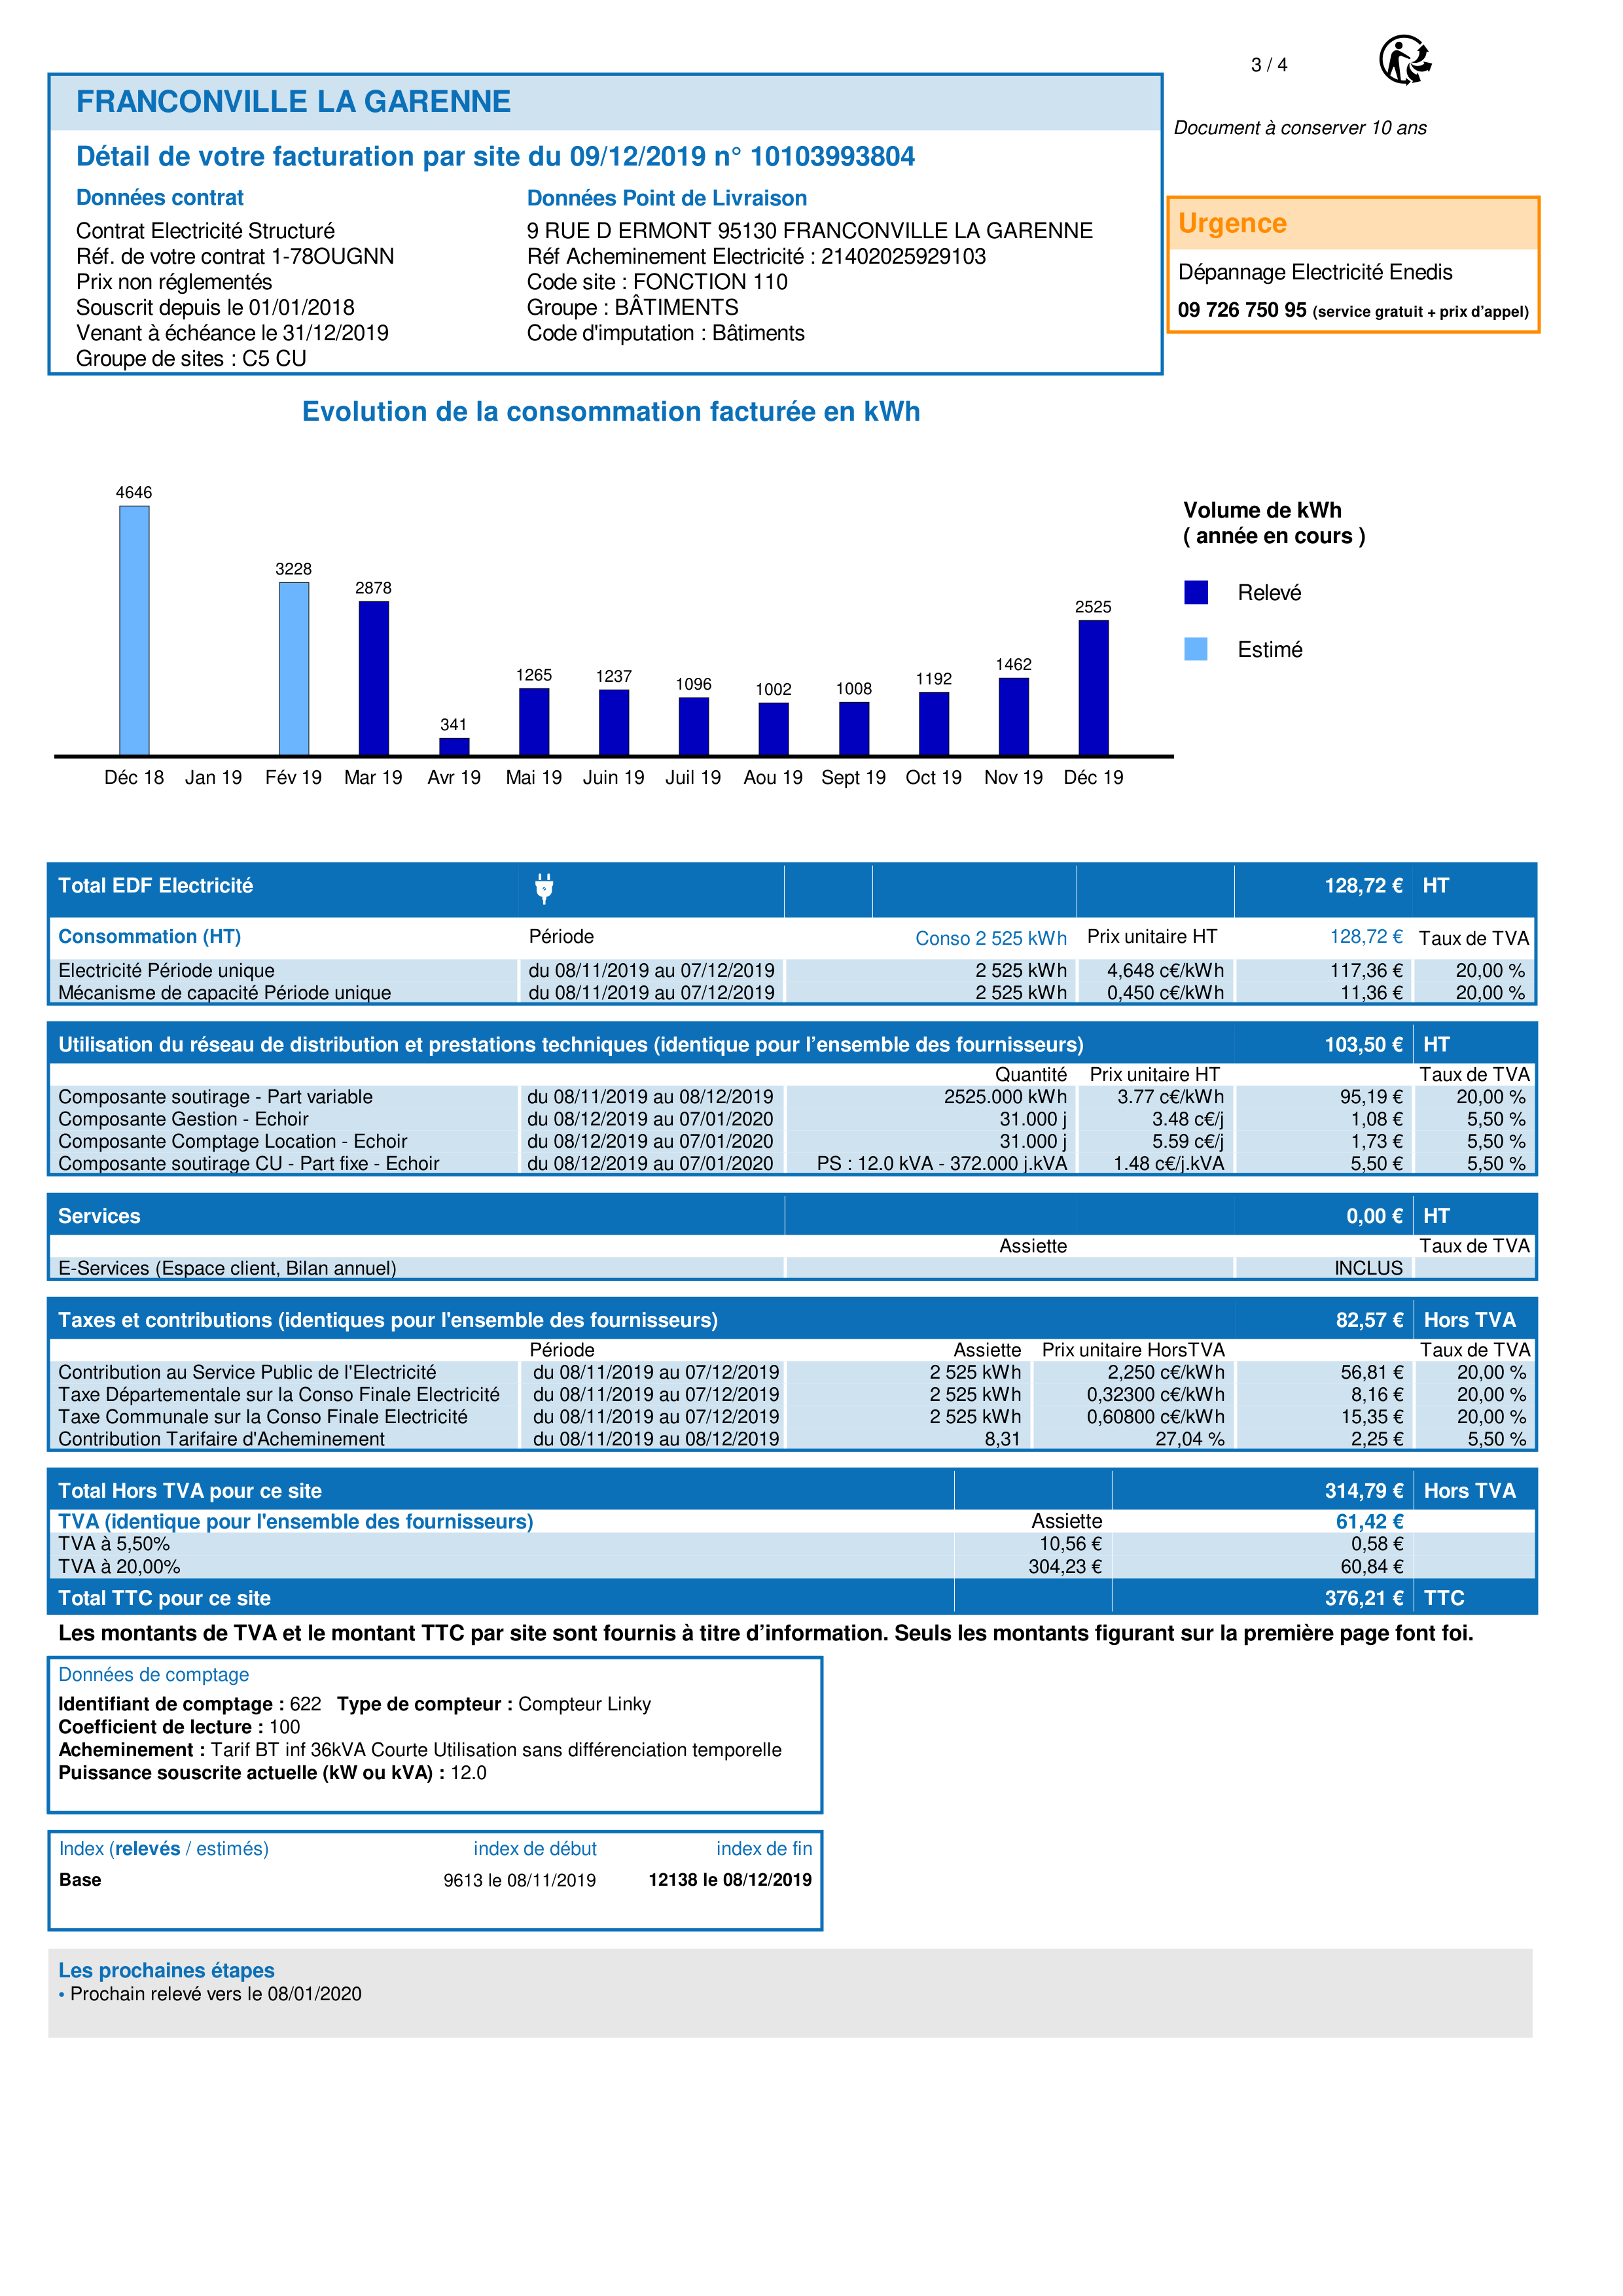 3 / 4
FRANCONVILLE LA GARENNE
Document à conserver 10 ans
Détail de votre facturation par site du 09/12/2019 n° 10103993804
Données contrat
Contrat Electricité Structuré
Réf. de votre contrat 1-78OUGNN
Prix non réglementés
Souscrit depuis le 01/01/2018
Venant à échéance le 31/12/2019
Groupe de sites : C5 CU
Données Point de Livraison
9 RUE D ERMONT 95130 FRANCONVILLE LA GARENNE
Réf Acheminement Electricité : 21402025929103
Code site : FONCTION 110
Groupe : BÂTIMENTS
Code d'imputation : Bâtiments
Urgence
Dépannage Electricité Enedis
09 726 750 95 (service gratuit + prix d’appel)
Evolution de la consommation facturée en kWh
4646
3228
2878
341
1265
1237
1096
1002
1008
1192
1462
2525
Déc 18 Jan 19 Fév 19 Mar 19 Avr 19 Mai 19 Juin 19 Juil 19 Aou 19 Sept 19 Oct 19 Nov 19 Déc 19
Volume de kWh
( année en cours )
Relevé
Estimé
Total EDF Electricité 128,72 € HT
Consommation (HT) Période Conso 2 525 kWh Prix unitaire HT 128,72 € Taux de TVA
Electricité Période unique du 08/11/2019 au 07/12/2019 2 525 kWh 4,648 c€/kWh 117,36 € 20,00 %
Mécanisme de capacité Période unique du 08/11/2019 au 07/12/2019 2 525 kWh 0,450 c€/kWh 11,36 € 20,00 %
Utilisation du réseau de distribution et prestations techniques (identique pour l’ensemble des fournisseurs) 103,50 € HT
Quantité Prix unitaire HT Taux de TVA
Composante soutirage - Part variable du 08/11/2019 au 08/12/2019 2525.000 kWh 3.77 c€/kWh 95,19 € 20,00 %
Composante Gestion - Echoir du 08/12/2019 au 07/01/2020 31.000 j 3.48 c€/j 1,08 € 5,50 %
Composante Comptage Location - Echoir du 08/12/2019 au 07/01/2020 31.000 j 5.59 c€/j 1,73 € 5,50 %
Composante soutirage CU - Part fixe - Echoir du 08/12/2019 au 07/01/2020 PS : 12.0 kVA - 372.000 j.kVA 1.48 c€/j.kVA 5,50 € 5,50 %
Services 0,00 € HT
Assiette Taux de TVA
E-Services (Espace client, Bilan annuel) INCLUS
Taxes et contributions (identiques pour l'ensemble des fournisseurs) 82,57 € Hors TVA
Période Assiette Prix unitaire HorsTVA Taux de TVA
Contribution au Service Public de l'Electricité du 08/11/2019 au 07/12/2019 2 525 kWh 2,250 c€/kWh 56,81 € 20,00 %
Taxe Départementale sur la Conso Finale Electricité du 08/11/2019 au 07/12/2019 2 525 kWh 0,32300 c€/kWh 8,16 € 20,00 %
Taxe Communale sur la Conso Finale Electricité du 08/11/2019 au 07/12/2019 2 525 kWh 0,60800 c€/kWh 15,35 € 20,00 %
Contribution Tarifaire d'Acheminement du 08/11/2019 au 08/12/2019 8,31 27,04 % 2,25 € 5,50 %
Total Hors TVA pour ce site 314,79 € Hors TVA
TVA (identique pour l'ensemble des fournisseurs) Assiette 61,42 €
TVA à 5,50% 10,56 € 0,58 €
TVA à 20,00% 304,23 € 60,84 €
Total TTC pour ce site 376,21 € TTC
Les montants de TVA et le montant TTC par site sont fournis à titre d’information. Seuls les montants figurant sur la première page font foi.
Données de comptage
Identifiant de comptage : 622 Type de compteur : Compteur Linky
Coefficient de lecture : 100
Acheminement : Tarif BT inf 36kVA Courte Utilisation sans différenciation temporelle
Puissance souscrite actuelle (kW ou kVA) : 12.0
Index (relevés / estimés) index de début index de fin
Base 9613 le 08/11/2019 12138 le 08/12/2019
Les prochaines étapes
• Prochain relevé vers le 08/01/2020